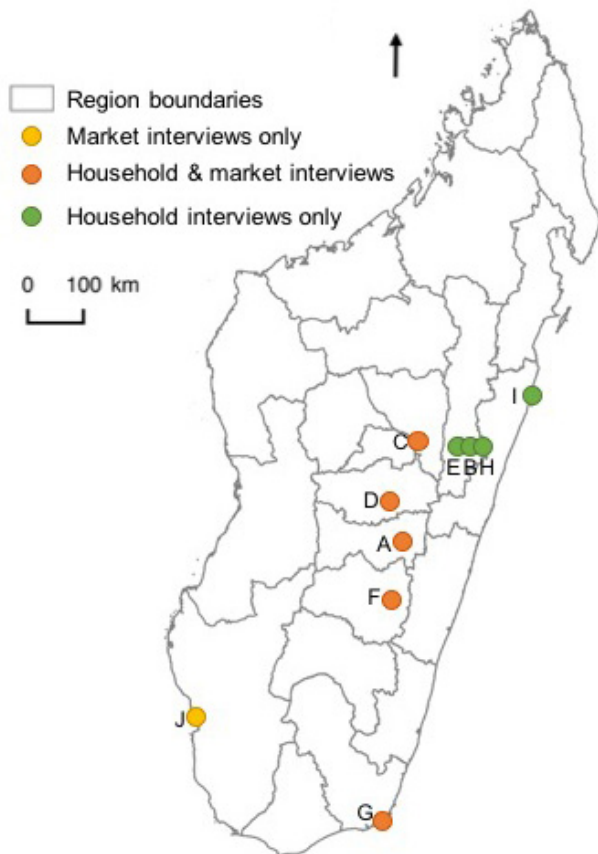 Region boundaries
Market interviews only
Household & market interviews
Household interviews only
0 100 km
I
C
E B H
D
A
F
J
G